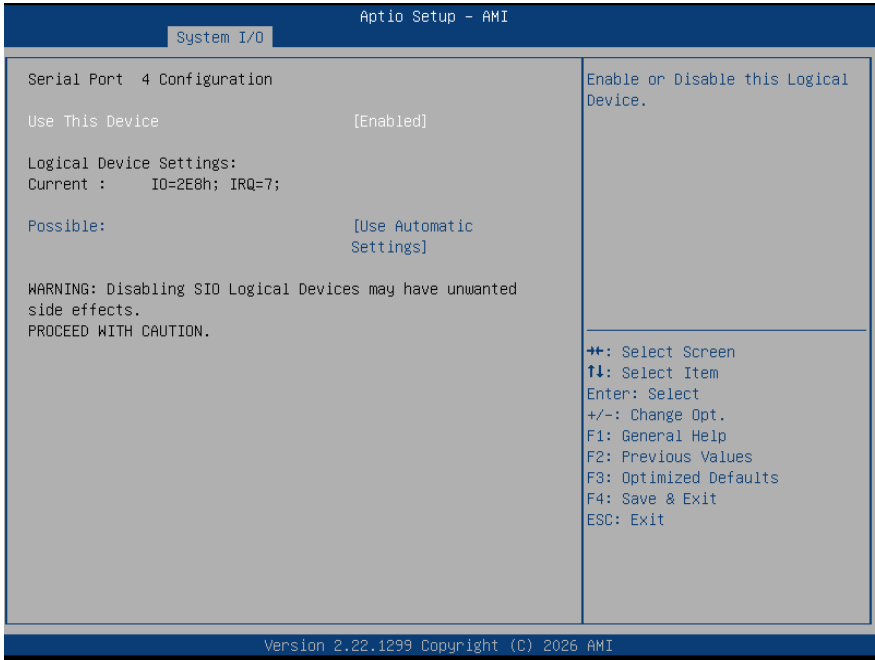 Aptio Setup – AMI
System I/O
Serial Port  4 Configuration
Use This Device [Enabled]
Logical Device Settings:
Current :   IO=2E8h; IRQ=7;
Possible: [Use Automatic
Settings]
WARNING: Disabling SIO Logical Devices may have unwanted
side effects.
PROCEED WITH CAUTION.
Enable or Disable this Logical
Device.
→←: Select Screen
↑↓: Select Item
Enter: Select
+/-: Change Opt.
F1: General Help
F2: Previous Values
F3: Optimized Defaults
F4: Save & Exit
ESC: Exit
Version 2.22.1299 Copyright (C) 2026 AMI